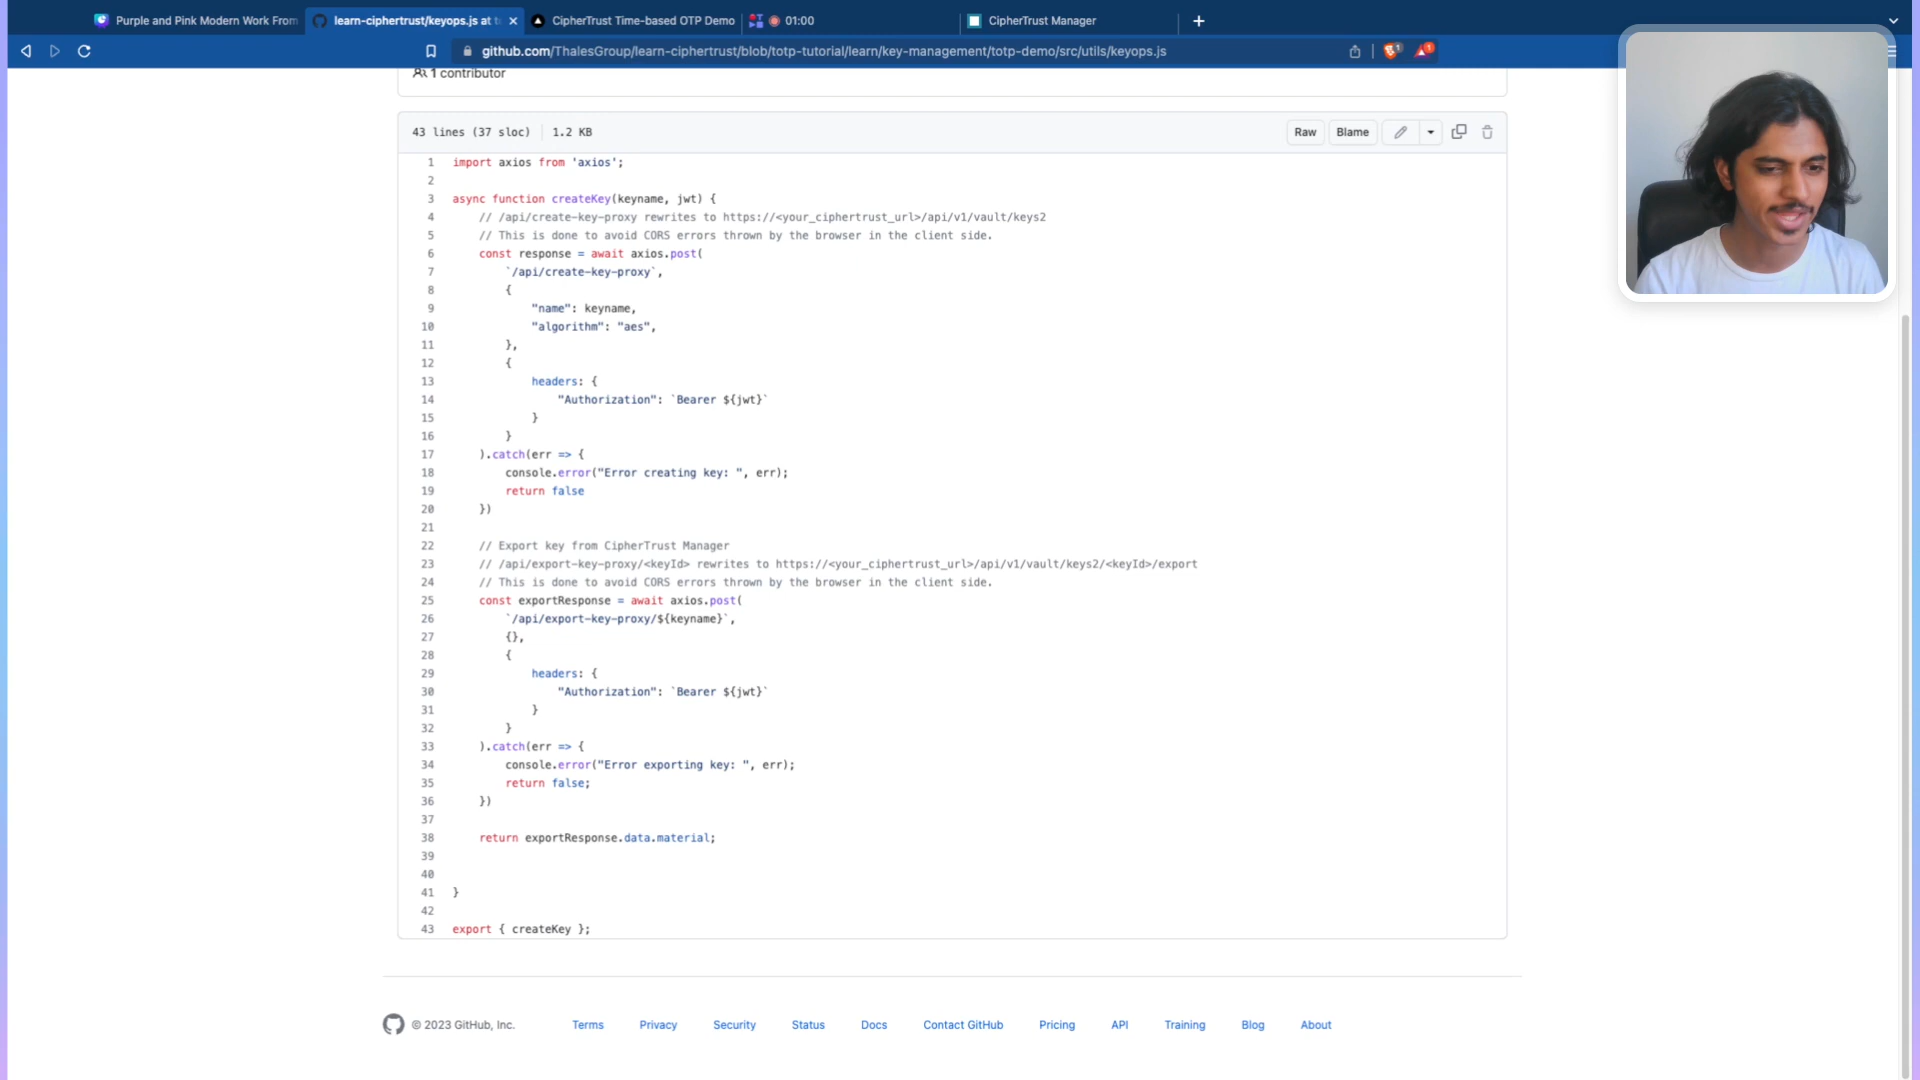 Purple and Pink Modern Work From
learn-ciphertrust/keyops.js at t
CipherTrust Time-based OTP Demo
01:00
CipherTrust Manager
github.com/ThalesGroup/learn-ciphertrust/blob/totp-tutorial/learn/key-management/totp-demo/src/utils/keyops.js
1
1 contributor
43 lines (37 sloc) 1.2 KB
Raw Blame
1 import axios from 'axios';
2
3 async function createKey(keyname, jwt) {
4 // /api/create-key-proxy rewrites to https://<your_ciphertrust_url>/api/v1/vault/keys2
5 // This is done to avoid CORS errors thrown by the browser in the client side.
6 const response = await axios.post(
7 `/api/create-key-proxy`,
8 {
9 "name": keyname,
10 "algorithm": "aes",
11 },
12 {
13 headers: {
14 "Authorization": `Bearer ${jwt}`
15 }
16 }
17 ).catch(err => {
18 console.error("Error creating key: ", err);
19 return false
20 })
21
22 // Export key from CipherTrust Manager
23 // /api/export-key-proxy/<keyId> rewrites to https://<your_ciphertrust_url>/api/v1/vault/keys2/<keyId>/export
24 // This is done to avoid CORS errors thrown by the browser in the client side.
25 const exportResponse = await axios.post(
26 `/api/export-key-proxy/${keyname}`,
27 {},
28 {
29 headers: {
30 "Authorization": `Bearer ${jwt}`
31 }
32 }
33 ).catch(err => {
34 console.error("Error exporting key: ", err);
35 return false;
36 })
37
38 return exportResponse.data.material;
39
40
41 }
42
43 export { createKey };
© 2023 GitHub, Inc. Terms Privacy Security Status Docs Contact GitHub Pricing API Training Blog About